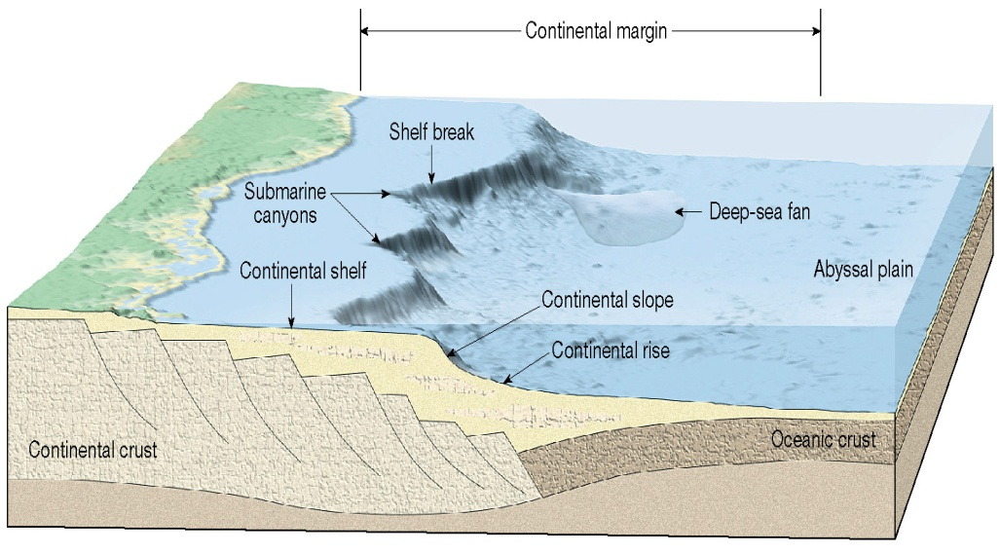 Continental margin
Shelf break
Submarine
canyons
Deep-sea fan
Continental shelf
Abyssal plain
Continental slope
Continental rise
Oceanic crust
Continental crust